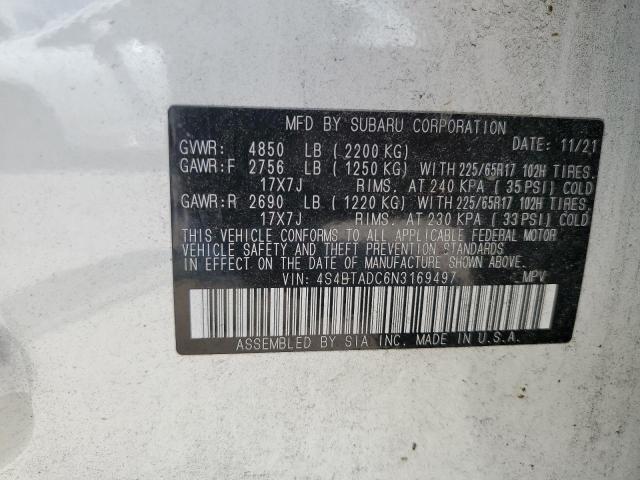 MFD BY SUBARU CORPORATION
DATE: 11/21
GVWR: 4850 LB ( 2200 KG)
GAWR:F 2756 LB ( 1250 KG) WITH 225/65R17 102H TIRES.
17X7J RIMS. AT 240 KPA ( 35 PSI) COLD
GAWR:R 2690 LB ( 1220 KG) WITH 225/65R17 102H TIRES.
17X7J RIMS. AT 230 KPA ( 33 PSI) COLD
THIS VEHICLE CONFORMS TO ALL APPLICABLE FEDERAL MOTOR
VEHICLE SAFETY AND THEFT PREVENTION STANDARDS
IN EFFECT ON THE DATE OF MANUFACTURE SHOWN ABOVE.
VIN: 4S4BTADC6N3169497 MPV
ASSEMBLED BY SIA INC. MADE IN U.S.A.